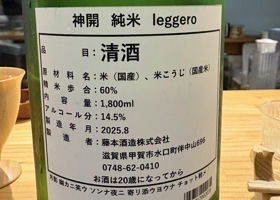 神開 純米 leggero
品目：清酒
原材料名：米（国産）、米こうじ（国産米）
精米歩合：60%
内容量：1,800ml
アルコール分：14.5%
製造年月：2025.8
製造者：藤本酒造株式会社
滋賀県甲賀市水口町伴中山696
0748-62-0410
お酒は20歳になってから